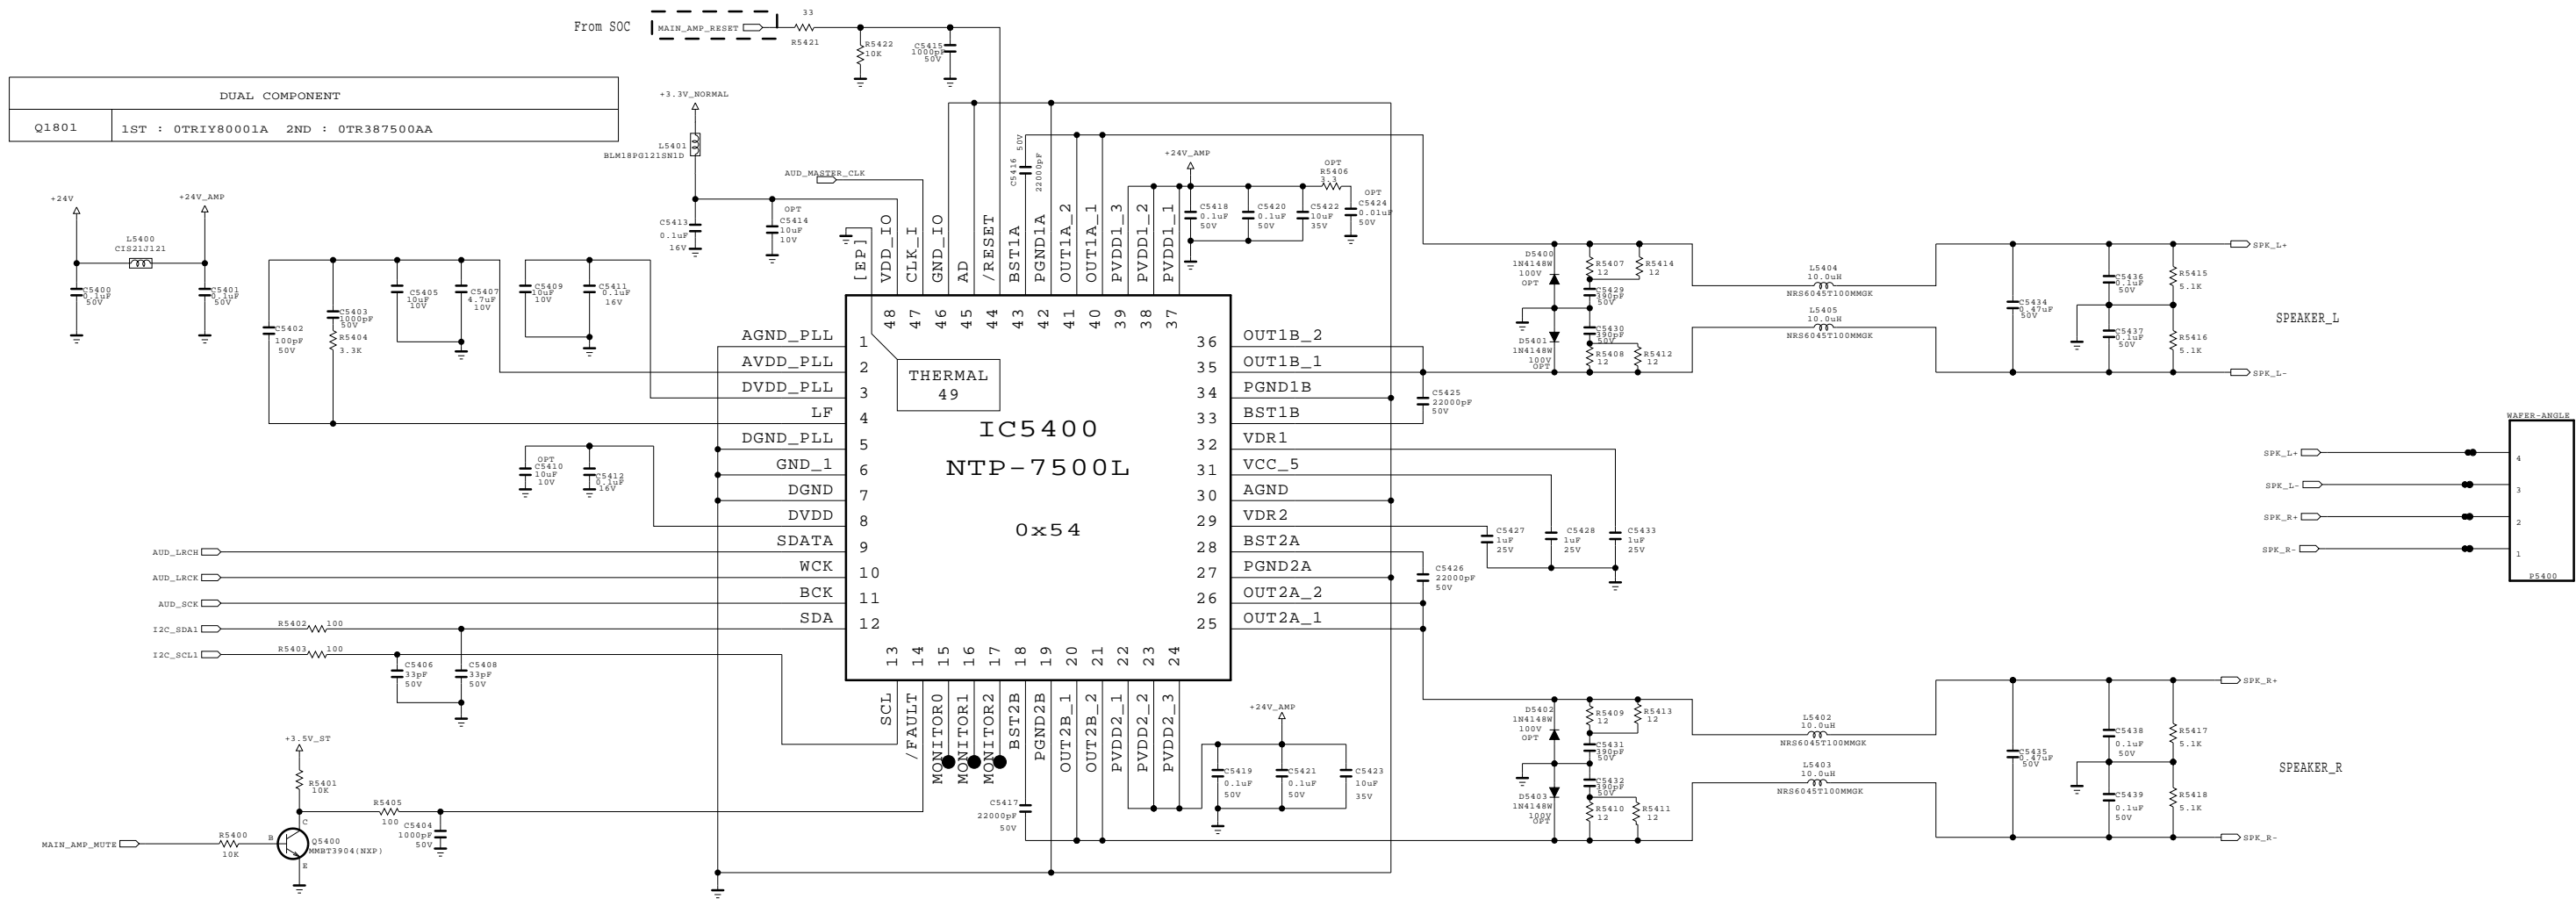 From SOC
MAIN_AMP_RESET
33
R5421
R5422
10K
C5415
1000pF
50V
DUAL COMPONENT
Q1801
1ST : 0TRIY80001A 2ND : 0TR387500AA
+3.3V_NORMAL
L5401
BLM18PG121SN1D
AUD_MASTER_CLK
C5413
0.1uF
16V
OPT
C5414
10uF
10V
C5416
22000pF
50V
+24V_AMP
C5418
0.1uF
50V
C5420
0.1uF
50V
C5422
10uF
35V
OPT
R5406
3.3
OPT
C5424
0.01uF
50V
+24V
+24V_AMP
L5400
CIS21J121
C5400
0.1uF
50V
C5401
0.1uF
50V
C5402
100pF
50V
C5403
1000pF
50V
R5404
3.3K
C5405
10uF
10V
C5407
4.7uF
10V
C5409
10uF
10V
C5411
0.1uF
16V
OPT
C5410
10uF
10V
C5412
0.1uF
16V
[EP]
VDD_IO
CLK_I
GND_IO
AD
/RESET
BST1A
PGND1A
OUT1A_2
OUT1A_1
PVDD1_3
PVDD1_2
PVDD1_1
48
47
46
45
44
43
42
41
40
39
38
37
AGND_PLL 1
AVDD_PLL 2
DVDD_PLL 3
LF 4
DGND_PLL 5
GND_1 6
DGND 7
DVDD 8
SDATA 9
WCK 10
BCK 11
SDA 12
THERMAL
49
IC5400
NTP-7500L
0x54
36 OUT1B_2
35 OUT1B_1
34 PGND1B
33 BST1B
32 VDR1
31 VCC_5
30 AGND
29 VDR2
28 BST2A
27 PGND2A
26 OUT2A_2
25 OUT2A_1
13
14
15
16
17
18
19
20
21
22
23
24
SCL
/FAULT
MONITOR0
MONITOR1
MONITOR2
BST2B
PGND2B
OUT2B_1
OUT2B_2
PVDD2_1
PVDD2_2
PVDD2_3
AUD_LRCH
AUD_LRCK
AUD_SCK
I2C_SDA1
R5402 100
I2C_SCL1
R5403 100
C5406
33pF
50V
C5408
33pF
50V
+3.5V_ST
R5401
10K
R5405
100
C5404
1000pF
50V
MAIN_AMP_MUTE
R5400
10K
B
C
E
Q5400
MMBT3904(NXP)
C5417
22000pF
50V
+24V_AMP
C5419
0.1uF
50V
C5421
0.1uF
50V
C5423
10uF
35V
C5425
22000pF
50V
C5426
22000pF
50V
C5427
1uF
25V
C5428
1uF
25V
C5433
1uF
25V
D5400
1N4148W
100V
OPT
R5407
12
R5414
12
C5429
390pF
50V
C5430
390pF
50V
D5401
1N4148W
100V
OPT
R5408
12
R5412
12
L5404
10.0uH
NRS6045T100MMGK
L5405
10.0uH
NRS6045T100MMGK
C5434
0.47uF
50V
C5436
0.1uF
50V
C5437
0.1uF
50V
R5415
5.1K
R5416
5.1K
SPK_L+
SPEAKER_L
SPK_L-
WAFER-ANGLE
SPK_L+ 4
SPK_L- 3
SPK_R+ 2
SPK_R- 1
P5400
D5402
1N4148W
100V
OPT
R5409
12
R5413
12
C5431
390pF
50V
C5432
390pF
50V
D5403
1N4148W
100V
OPT
R5410
12
R5411
12
L5402
10.0uH
NRS6045T100MMGK
L5403
10.0uH
NRS6045T100MMGK
C5435
0.47uF
50V
C5438
0.1uF
50V
C5439
0.1uF
50V
R5417
5.1K
R5418
5.1K
SPK_R+
SPEAKER_R
SPK_R-